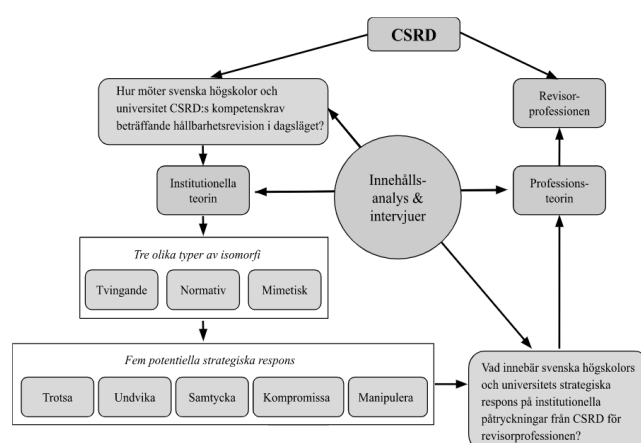 CSRD
Hur möter svenska högskolor och
universitet CSRD:s kompetenskrav
beträffande hållbarhetsrevision i dagsläget?
Revisor-
professionen
Institutionella
teorin
Innehålls-
analys &
intervjuer
Professions-
teorin
Tre olika typer av isomorfi
Tvingande
Normativ
Mimetisk
Fem potentiella strategiska respons
Trotsa
Undvika
Samtycka
Kompromissa
Manipulera
Vad innebär svenska högskolors
och universitets strategiska
respons på institutionella
påtryckningar från CSRD för
revisorprofessionen?